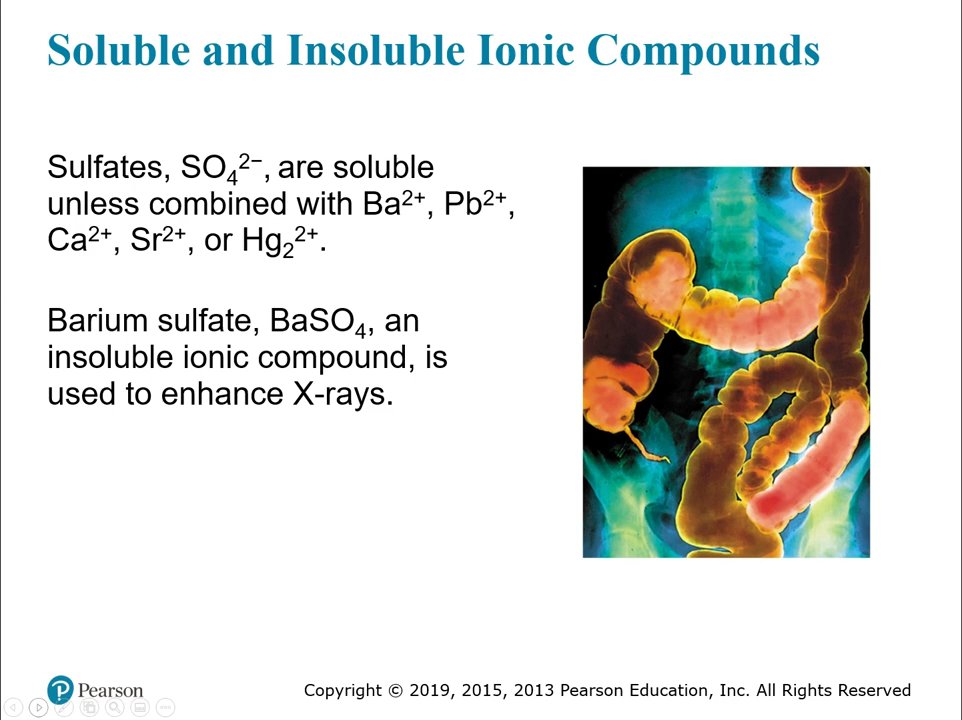 Soluble and Insoluble Ionic Compounds
Sulfates, SO₄²⁻, are soluble
unless combined with Ba²⁺, Pb²⁺,
Ca²⁺, Sr²⁺, or Hg₂²⁺.
Barium sulfate, BaSO₄, an
insoluble ionic compound, is
used to enhance X-rays.
Pearson
Copyright © 2019, 2015, 2013 Pearson Education, Inc. All Rights Reserved